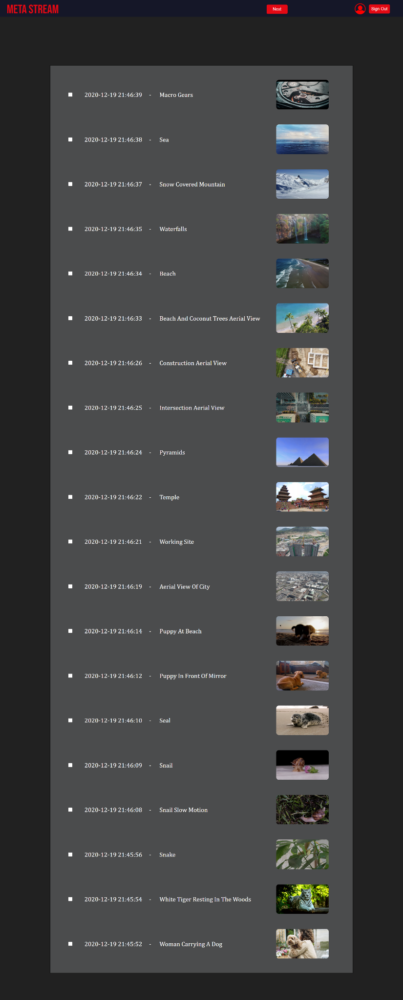 META STREAM
Next
Sign Out
2020-12-19 21:46:39 - Macro Gears
2020-12-19 21:46:38 - Sea
2020-12-19 21:46:37 - Snow Covered Mountain
2020-12-19 21:46:35 - Waterfalls
2020-12-19 21:46:34 - Beach
2020-12-19 21:46:33 - Beach And Coconut Trees Aerial View
2020-12-19 21:46:26 - Construction Aerial View
2020-12-19 21:46:25 - Intersection Aerial View
2020-12-19 21:46:24 - Pyramids
2020-12-19 21:46:22 - Temple
2020-12-19 21:46:21 - Working Site
2020-12-19 21:46:19 - Aerial View Of City
2020-12-19 21:46:14 - Puppy At Beach
2020-12-19 21:46:12 - Puppy In Front Of Mirror
2020-12-19 21:46:10 - Seal
2020-12-19 21:46:09 - Snail
2020-12-19 21:46:08 - Snail Slow Motion
2020-12-19 21:45:56 - Snake
2020-12-19 21:45:54 - White Tiger Resting In The Woods
2020-12-19 21:45:52 - Woman Carrying A Dog